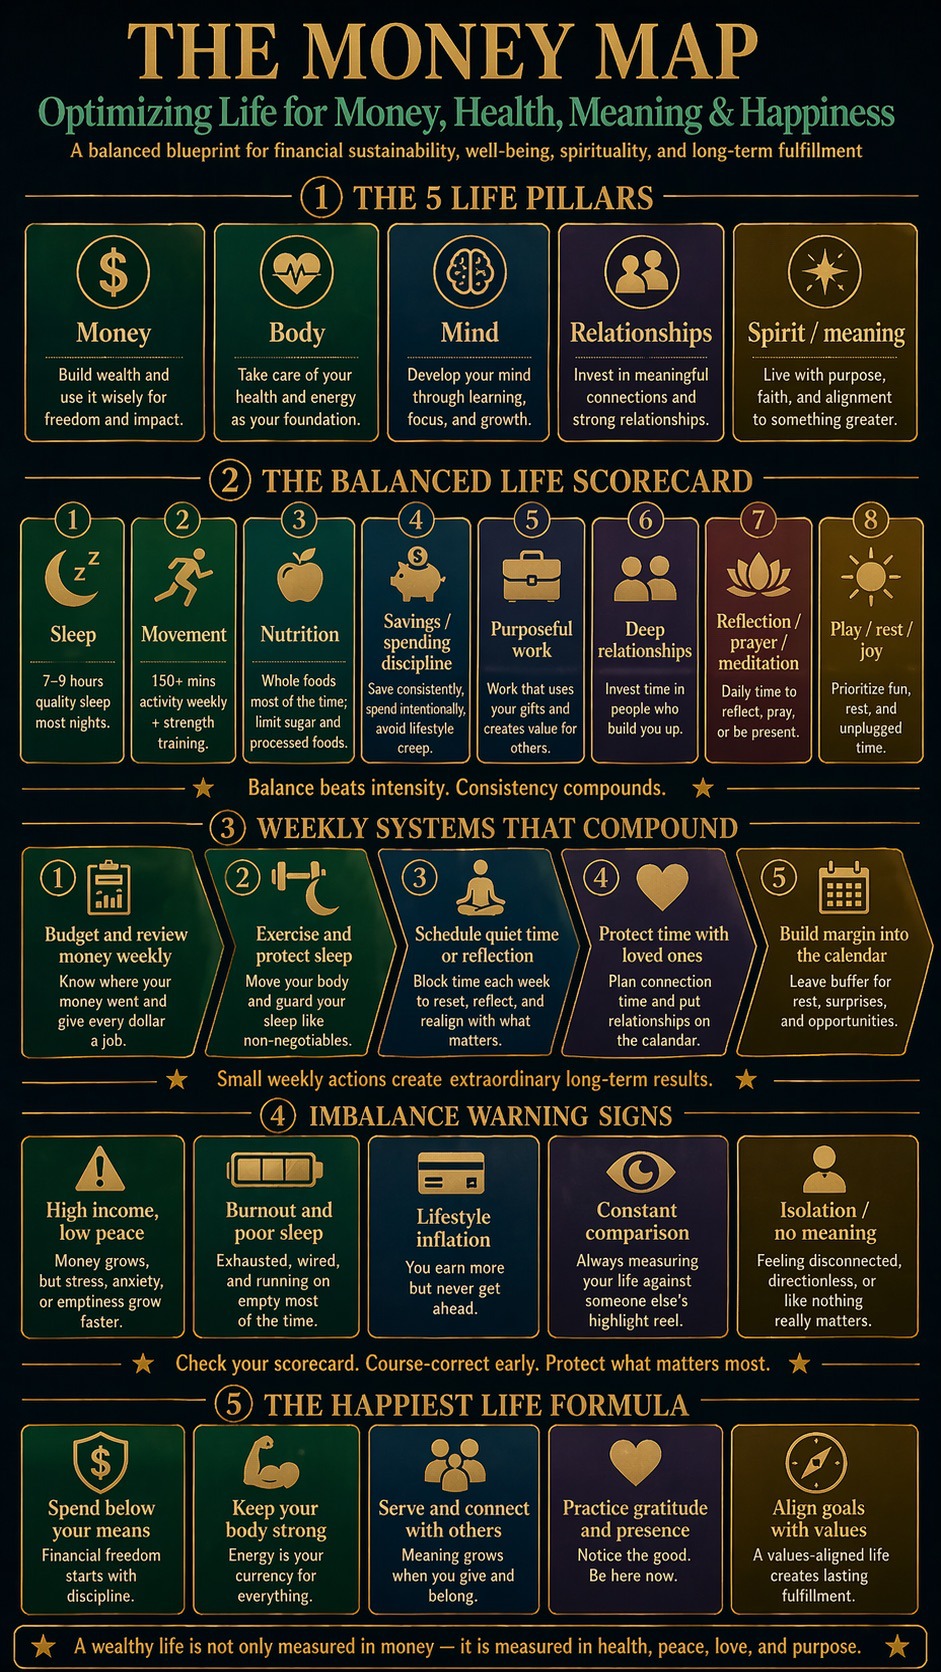 THE MONEY MAP
Optimizing Life for Money, Health, Meaning & Happiness
A balanced blueprint for financial sustainability, well-being, spirituality, and long-term fulfillment
1 THE 5 LIFE PILLARS
$
Money
Build wealth and
use it wisely for
freedom and impact.
Body
Take care of your
health and energy
as your foundation.
Mind
Develop your mind
through learning,
focus, and growth.
Relationships
Invest in meaningful
connections and
strong relationships.
Spirit / meaning
Live with purpose,
faith, and alignment
to something greater.
2 THE BALANCED LIFE SCORECARD
1
z z
Sleep
7–9 hours
quality sleep
most nights.
2
Movement
150+ mins
activity weekly
+ strength
training.
3
Nutrition
Whole foods
most of the time;
limit sugar and
processed foods.
4
$
Savings /
spending
discipline
Save consistently,
spend intentionally,
avoid lifestyle
creep.
5
Purposeful
work
Work that uses
your gifts and
creates value for
others.
6
Deep
relationships
Invest time in
people who
build you up.
7
Reflection /
prayer /
meditation
Daily time to
reflect, pray,
or be present.
8
Play / rest /
joy
Prioritize fun,
rest, and
unplugged
time.
Balance beats intensity. Consistency compounds.
3 WEEKLY SYSTEMS THAT COMPOUND
1
Budget and review
money weekly
Know where your
money went and
give every dollar
a job.
2
Exercise and
protect sleep
Move your body
and guard your
sleep like
non-negotiables.
3
Schedule quiet time
or reflection
Block time each week
to reset, reflect, and
realign with what
matters.
4
Protect time with
loved ones
Plan connection
time and put
relationships on
the calandar.
5
Build margin into
the calendar
Leave buffer for
rest, surprises,
and opportunities.
Small weekly actions create extraordinary long-term results.
4 IMBALANCE WARNING SIGNS
High income,
low peace
Money grows,
but stress, anxiety,
or emptiness grow
faster.
Burnout and
poor sleep
Exhausted, wired,
and running on
empty most
of the time.
Lifestyle
inflation
You earn more
but never get
ahead.
Constant
comparison
Always measuring
your life against
someone else's
highlight reel.
Isolation /
no meaning
Feeling disconnected,
directionless, or
like nothing
really matters.
Check your scorecard. Course-correct early. Protect what matters most.
5 THE HAPPIEST LIFE FORMULA
$
Spend below
your means
Financial freedom
starts with
discipline.
Keep your
body strong
Energy is your
currency for
everything.
Serve and connect
with others
Meaning grows
when you give and
belong.
Practice gratitude
and presence
Notice the good.
Be here now.
Align goals
with values
A values-aligned life
creates lasting
fulfillment.
A wealthy life is not only measured in money — it is measured in health, peace, love, and purpose.